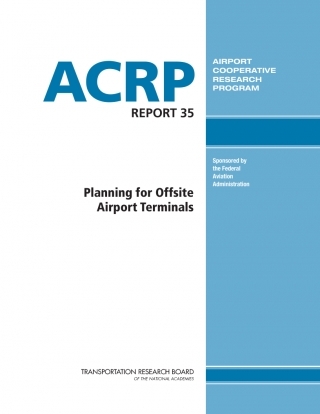 ACRP
REPORT 35
AIRPORT
COOPERATIVE
RESEARCH
PROGRAM
Sponsored by
the Federal
Aviation
Administration
Planning for Offsite
Airport Terminals
TRANSPORTATION RESEARCH BOARD
OF THE NATIONAL ACADEMIES